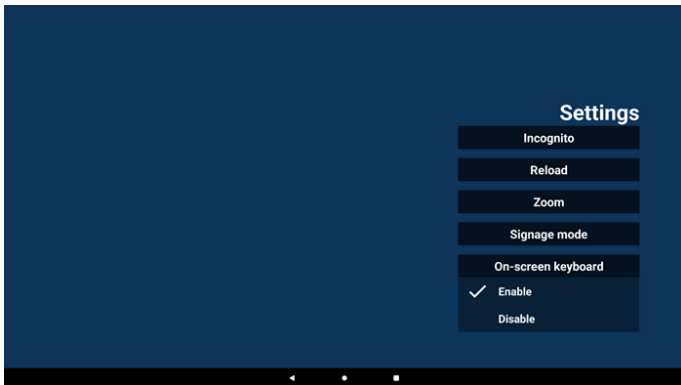 Settings
Incognito
Reload
Zoom
Signage mode
On-screen keyboard
Enable
Disable